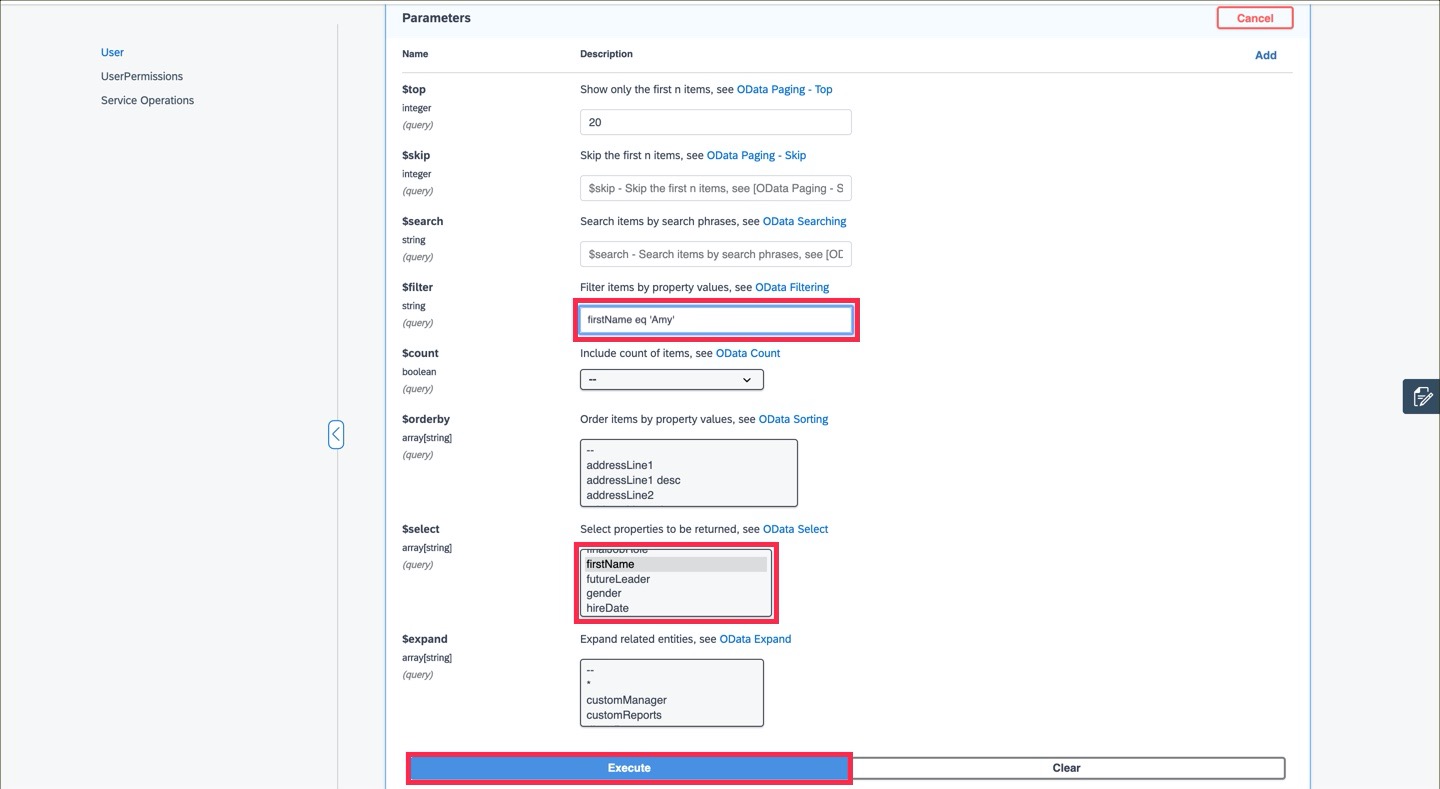 Parameters
Cancel
User
UserPermissions
Service Operations
Name
Description
Add
$top
integer
(query)
Show only the first n items, see OData Paging - Top
20
$skip
integer
(query)
Skip the first n items, see OData Paging - Skip
$skip - Skip the first n items, see [OData Paging - S
$search
string
(query)
Search items by search phrases, see OData Searching
$search - Search items by search phrases, see [OD
$filter
string
(query)
Filter items by property values, see OData Filtering
firstName eq 'Amy'
$count
boolean
(query)
Include count of items, see OData Count
--
$orderby
array[string]
(query)
Order items by property values, see OData Sorting
--
addressLine1
addressLine1 desc
addressLine2
$select
array[string]
(query)
Select properties to be returned, see OData Select
finalJobRole
firstName
futureLeader
gender
hireDate
$expand
array[string]
(query)
Expand related entities, see OData Expand
--
*
customManager
customReports
Execute
Clear